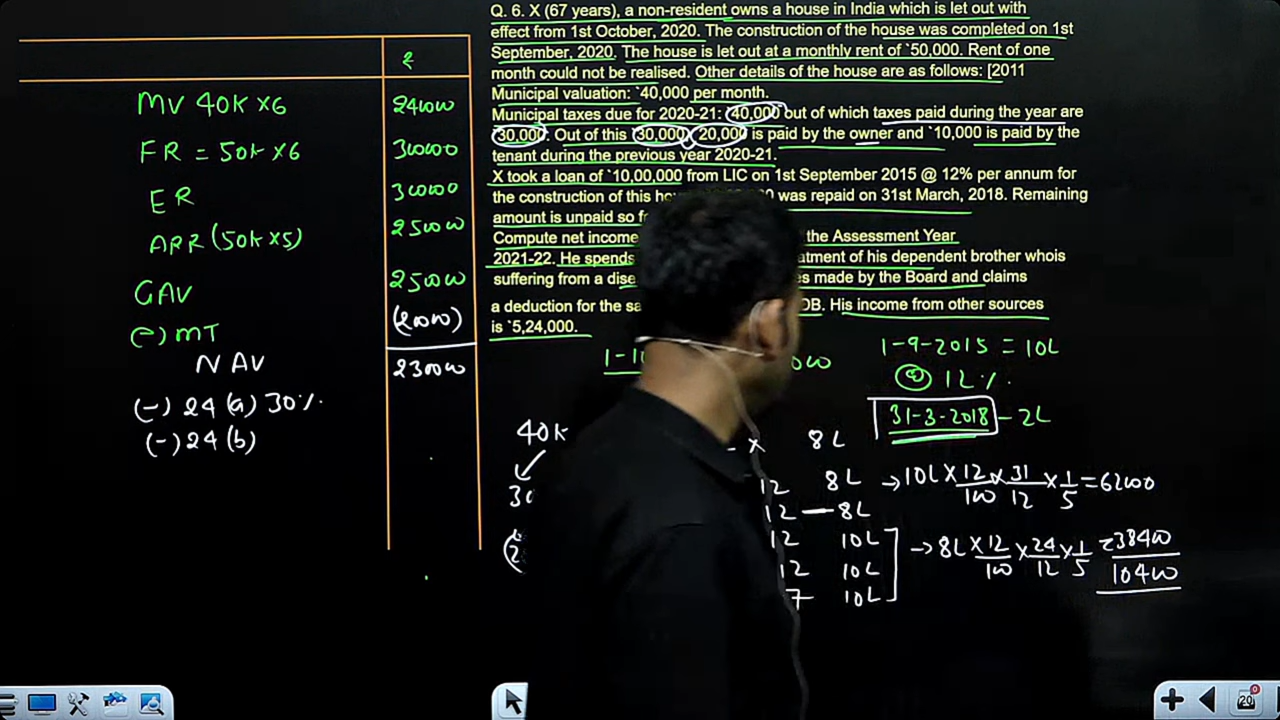 Q. 6. X (67 years), a non-resident owns a house in India which is let out with
effect from 1st October, 2020. The construction of the house was completed on 1st
September, 2020. The house is let out at a monthly rent of `50,000. Rent of one
month could not be realised. Other details of the house are as follows: [2011
Municipal valuation: `40,000 per month.
Municipal taxes due for 2020-21: `40,000 out of which taxes paid during the year are
`30,000. Out of this `30,000, `20,000 is paid by the owner and `10,000 is paid by the
tenant during the previous year 2020-21.
X took a loan of `10,00,000 from LIC on 1st September 2015 @ 12% per annum for
the construction of this was repaid on 31st March, 2018. Remaining
amount is unpaid so
Compute net the Assessment Year
2021-22. He spends of his dependent brother whois
suffering from a made by the Board and claims
a deduction for the His income from other sources
is `5,24,000.
₹
MV 40K × 6 240000
FR = 50K × 6 300000
ER 300000
ARR (50K × 5) 250000
GAV 250000
(-) MT (20000)
NAV 230000
(-) 24 (a) 30%
(-) 24 (b)
1-9-2015 = 10L
@ 12%
31-3-2018 - 2L
40K
8L
12 8L
12 — 8L
12 10L
12 10L
7 10L
→ 10L × 12/100 × 31/12 × 1/5 = 62000
→ 8L × 12/100 × 24/12 × 1/5 = 38400
100400